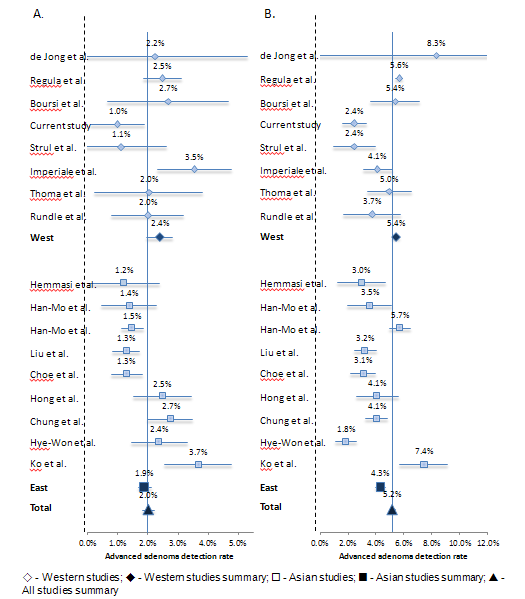 A.
de Jong et al. 2.2%
Regula et al. 2.5%
Boursi et al. 2.7%
Current study 1.0%
Strul et al. 1.1%
Imperiale et al. 3.5%
Thoma et al. 2.0%
Rundle et al. 2.0%
West 2.4%
Hemmasi et al. 1.2%
Han-Mo et al. 1.4%
Han-Mo et al. 1.5%
Liu et al. 1.3%
Choe et al. 1.3%
Hong et al. 2.5%
Chung et al. 2.7%
Hye-Won et al. 2.4%
Ko et al. 3.7%
East 1.9%
Total 2.0%
0.0% 1.0% 2.0% 3.0% 4.0% 5.0%
Advanced adenoma detection rate
B.
de Jong et al. 8.3%
Regula et al. 5.6%
Boursi et al. 5.4%
Current study 2.4%
Strul et al. 2.4%
Imperiale et al. 4.1%
Thoma et al. 5.0%
Rundle et al. 3.7%
West 5.4%
Hemmasi et al. 3.0%
Han-Mo et al. 3.5%
Han-Mo et al. 5.7%
Liu et al. 3.2%
Choe et al. 3.1%
Hong et al. 4.1%
Chung et al. 4.1%
Hye-Won et al. 1.8%
Ko et al. 7.4%
East 4.3%
Total 5.2%
0.0% 2.0% 4.0% 6.0% 8.0% 10.0% 12.0%
Advanced adenoma detection rate
◇ - Western studies; ◆ - Western studies summary; □ - Asian studies; ■ - Asian studies summary; ▲ -
All studies summary